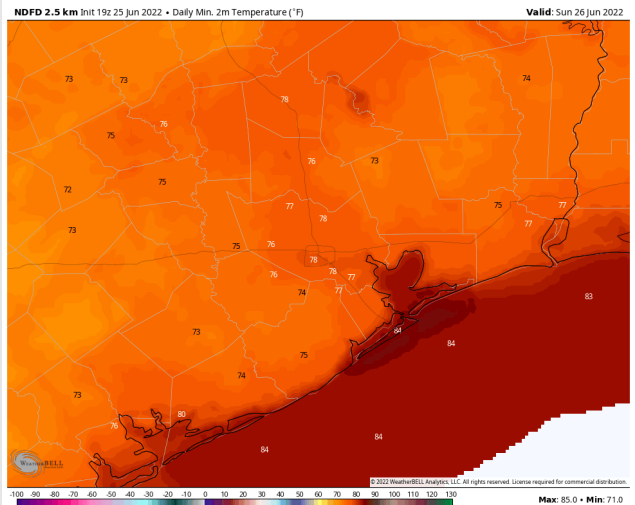 NDFD 2.5 km Init 19z 25 Jun 2022 • Daily Min. 2m Temperature (°F) Valid: Sun 26 Jun 2022
73 73 74
78
76
75
76 73
75
72
77 75 77
78 77
73
75 76
78
76 78 77
74 77 83
73 84 84
75
74
73
80
76
84 84
WEATHERBELL
© 2022 WeatherBELL Analytics, LLC. All rights reserved. License required for commercial distribution.
-100 -90 -80 -70 -60 -50 -40 -30 -20 -10 0 10 20 30 40 50 60 70 80 90 100 110 120 130
Max: 85.0 • Min: 71.0